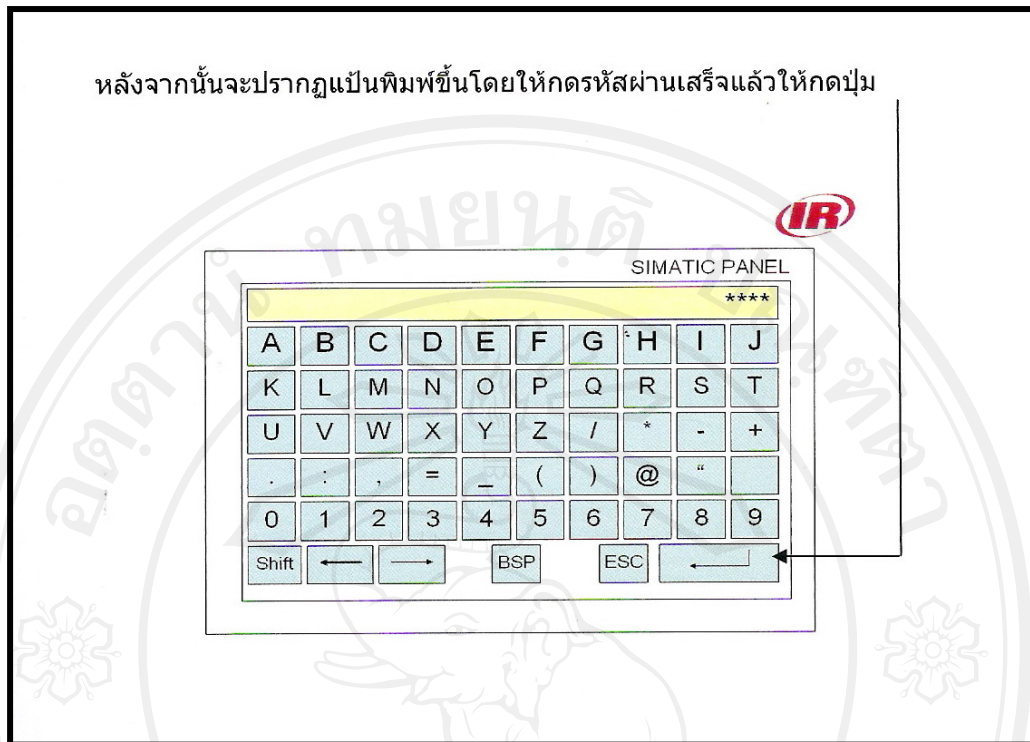 หลังจากนั้นจะปรากฏแป้นพิมพ์ขึ้นโดยให้กดรหัสผ่านเสร็จแล้วให้กดปุ่ม
IR
SIMATIC PANEL
****
A B C D E F G H I J
K L M N O P Q R S T
U V W X Y Z / * - +
. : , = _ ( ) @ “
0 1 2 3 4 5 6 7 8 9
Shift ← → BSP ESC ↵